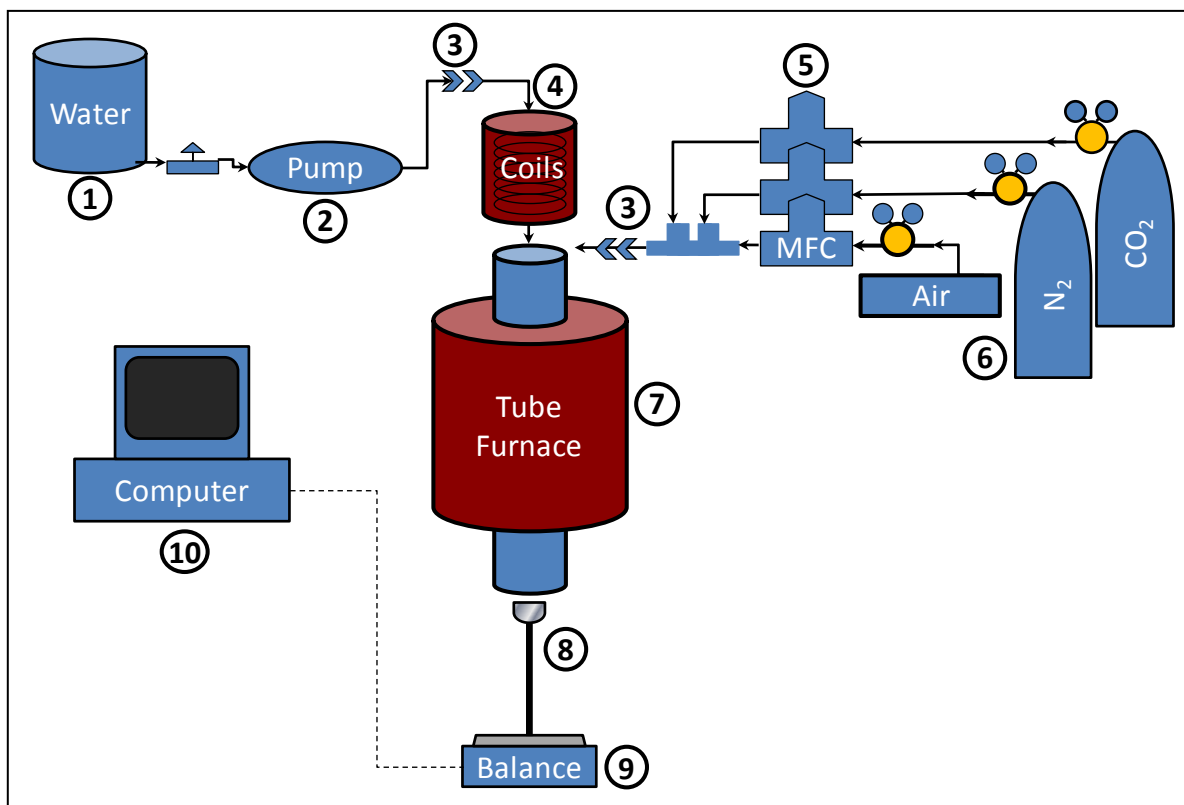 3
4
5
Water
Pump
Coils
1
2
3
MFC
CO₂
N₂
Air
6
7
Tube
Furnace
Computer
10
8
Balance
9